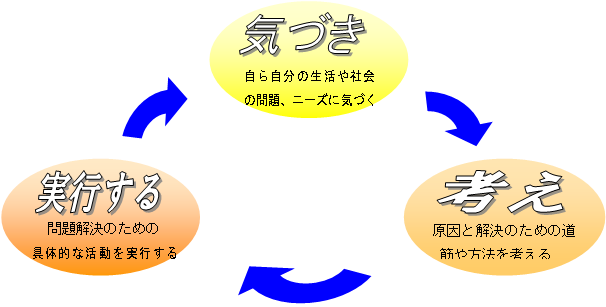 気づき
自ら自分の生活や社会
の問題、ニーズに気づく
考え
原因と解決のための道
筋や方法を考える
実行する
問題解決のための
具体的な活動を実行する